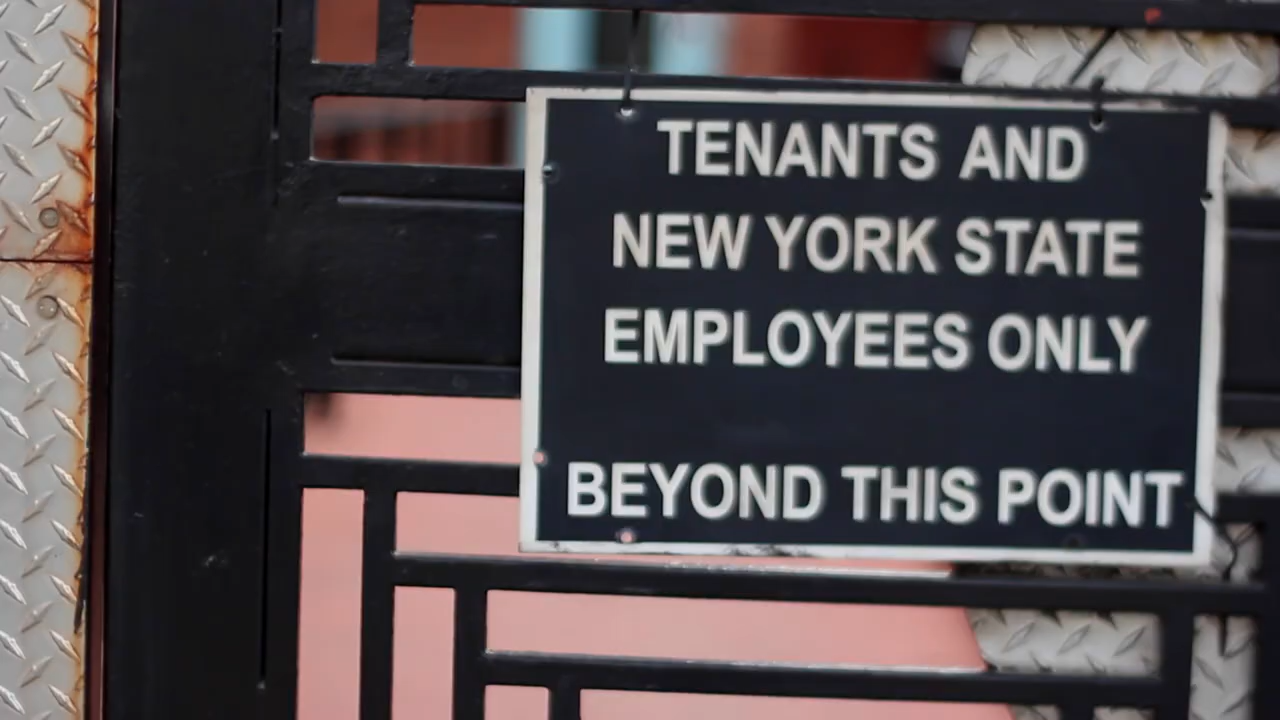 TENANTS AND
NEW YORK STATE
EMPLOYEES ONLY
BEYOND THIS POINT